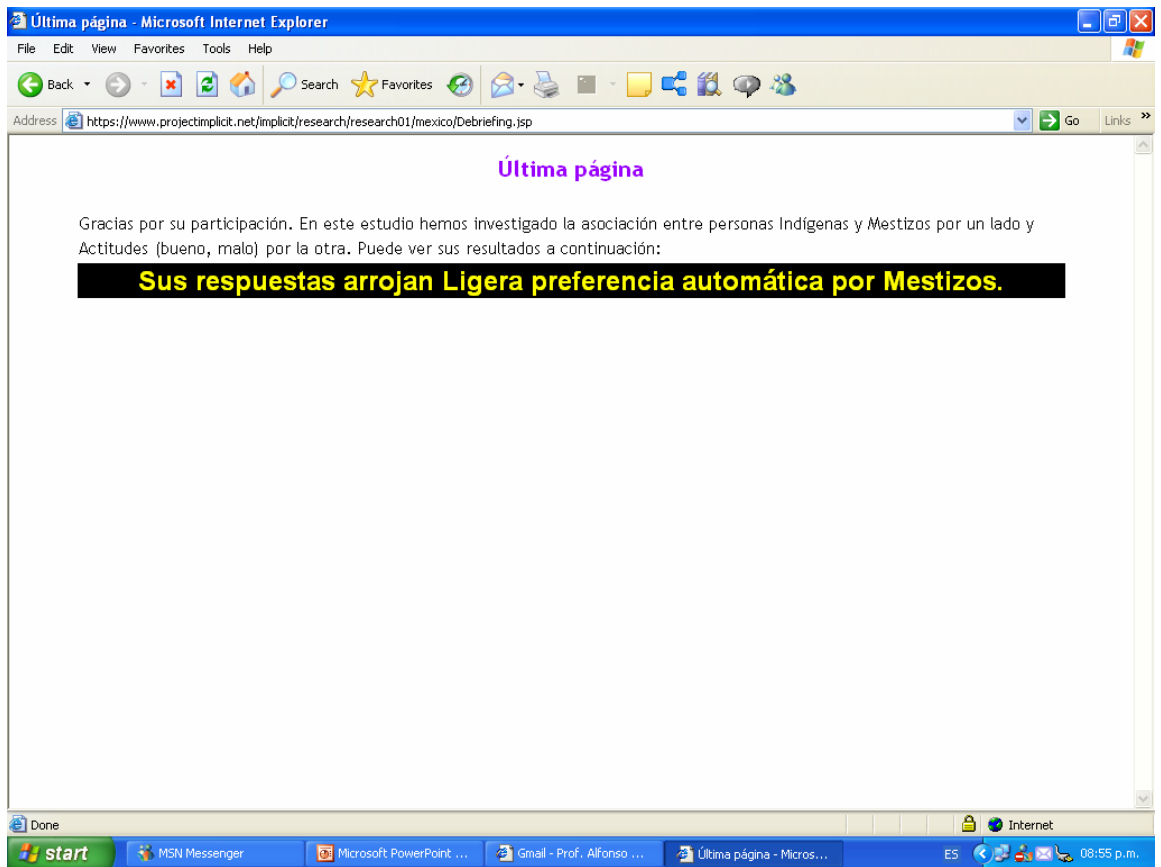 Última página - Microsoft Internet Explorer
File Edit View Favorites Tools Help
Back Search Favorites
Address https://www.projectimplicit.net/implicit/research/research01/mexico/Debriefing.jsp Go Links »
Última página
Gracias por su participación. En este estudio hemos investigado la asociación entre personas Indígenas y Mestizos por un lado y
Actitudes (bueno, malo) por la otra. Puede ver sus resultados a continuación:
Sus respuestas arrojan Ligera preferencia automática por Mestizos.
Done Internet
start MSN Messenger Microsoft PowerPoint ... Gmail - Prof. Alfonso ... Última página - Micros... ES 08:55 p.m.